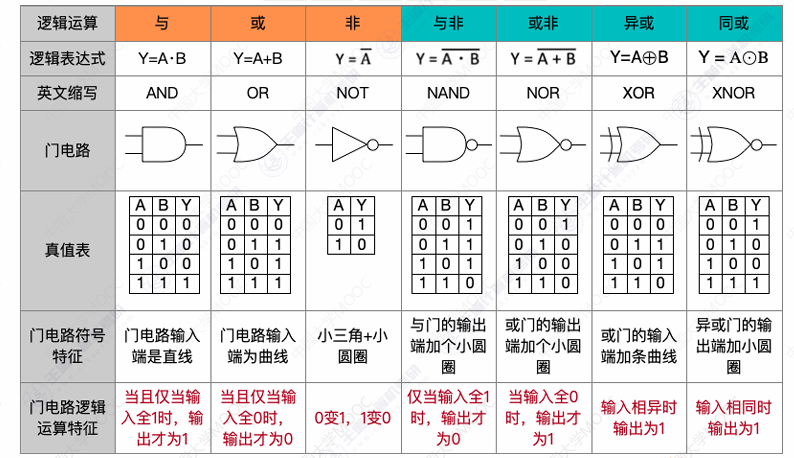 逻辑运算 与 或 非 与非 或非 异或 同或
逻辑表达式 Y=A·B Y=A+B Y = A̅ Y = A̅ ̅·̅ ̅B̅ Y = A̅ ̅+̅ ̅B̅ Y=A⊕B Y = A⊙B
英文缩写 AND OR NOT NAND NOR XOR XNOR
门电路
真值表
A B Y
0 0 0
0 1 0
1 0 0
1 1 1
A B Y
0 0 0
0 1 1
1 0 1
1 1 1
A Y
0 1
1 0
A B Y
0 0 1
0 1 1
1 0 1
1 1 0
A B Y
0 0 1
0 1 0
1 0 0
1 1 0
A B Y
0 0 0
0 1 1
1 0 1
1 1 0
A B Y
0 0 1
0 1 0
1 0 0
1 1 1
门电路符号
特征
门电路输入
端是直线
门电路输入
端为曲线
小三角+小
圆圈
与门的输出
端加个小圆
圈
或门的输出
端加个小圆
圈
或门的输入
端加条曲线
异或门的输
出端加小圆
圈
门电路逻辑
运算特征
当且仅当输
入全1时，输
出才为1
当且仅当输
入全0时，
输出才为0
0变1，1变0
仅当输入全1
时，输出才
为0
当输入全0
时，输出才为
1
输入相异时
输出为1
输入相同时
输出为1